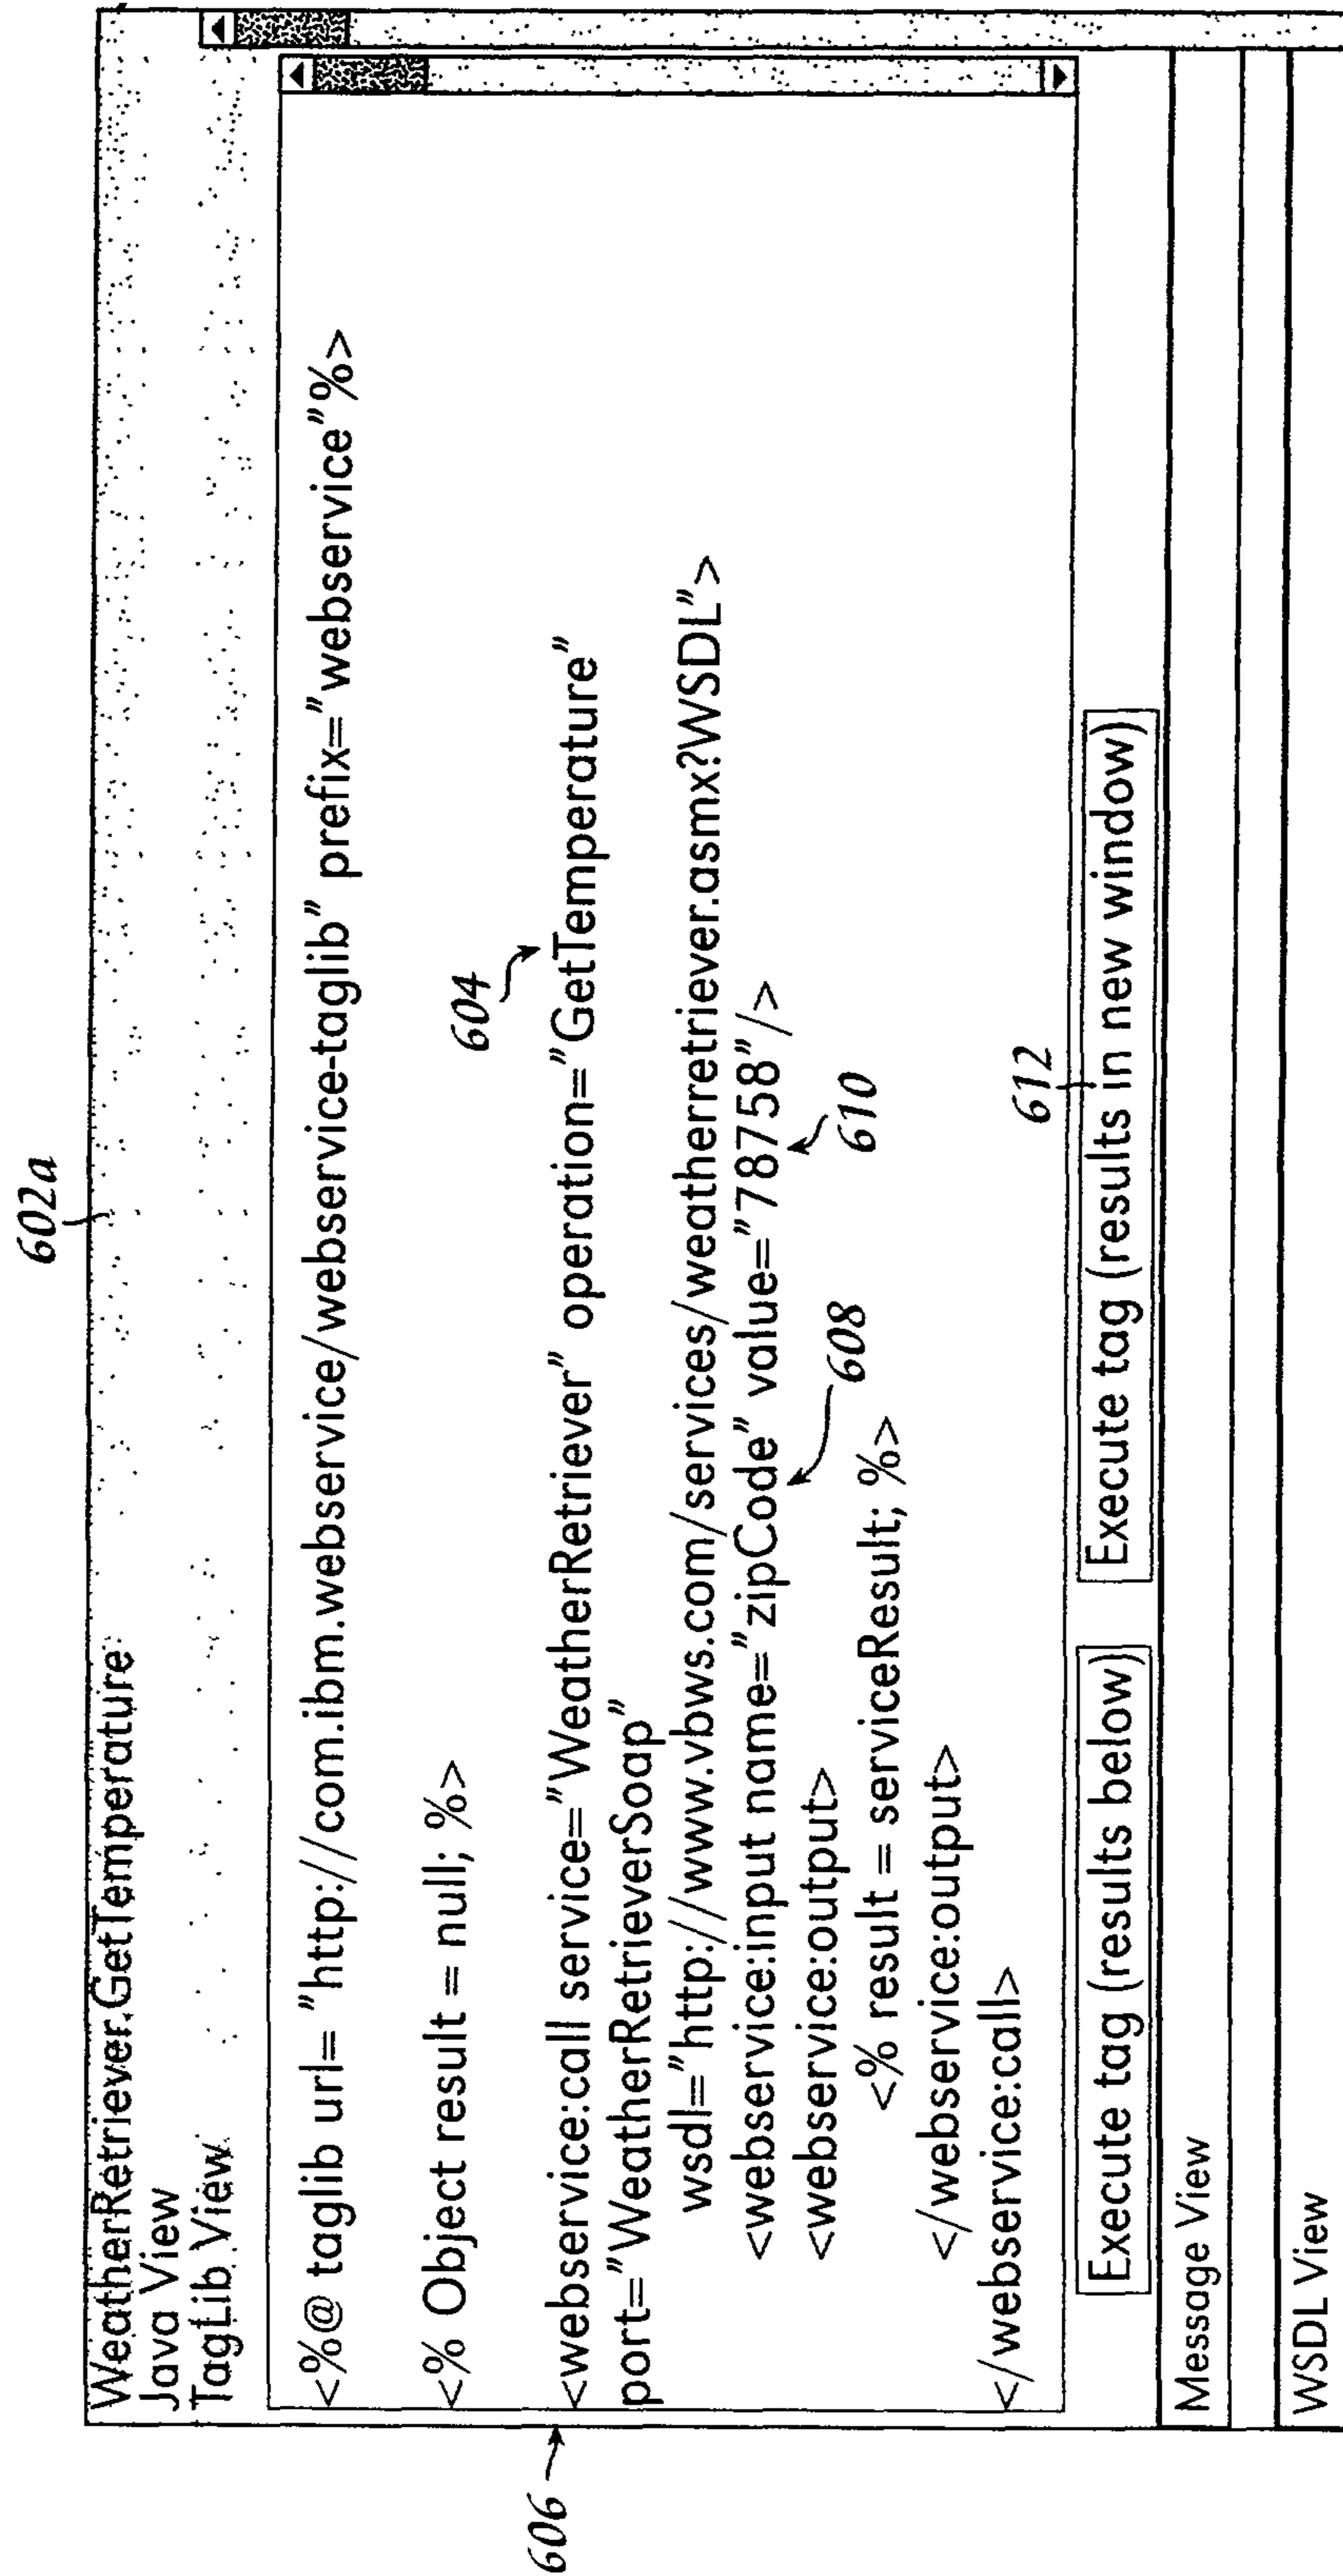 602a
WeatherRetriever.GetTemperature
Java View
TagLib View
<%@ taglib url= "http://com.ibm.webservice/webservice-taglib" prefix="webservice"%>
<% Object result = null; %>
604
606
<webservice:call service="WeatherRetriever" operation="GetTemperature"
port="WeatherRetrieverSoap"
wsdl="http://www.vbws.com/services/weatherretriever.asmx?WSDL">
<webservice:input name="zipCode" value="78758"/>
<webservice:output>
608
610
<% result = serviceResult; %>
</webservice:output>
</webservice:call>
612
Execute tag (results below) Execute tag (results in new window)
Message View
WSDL View